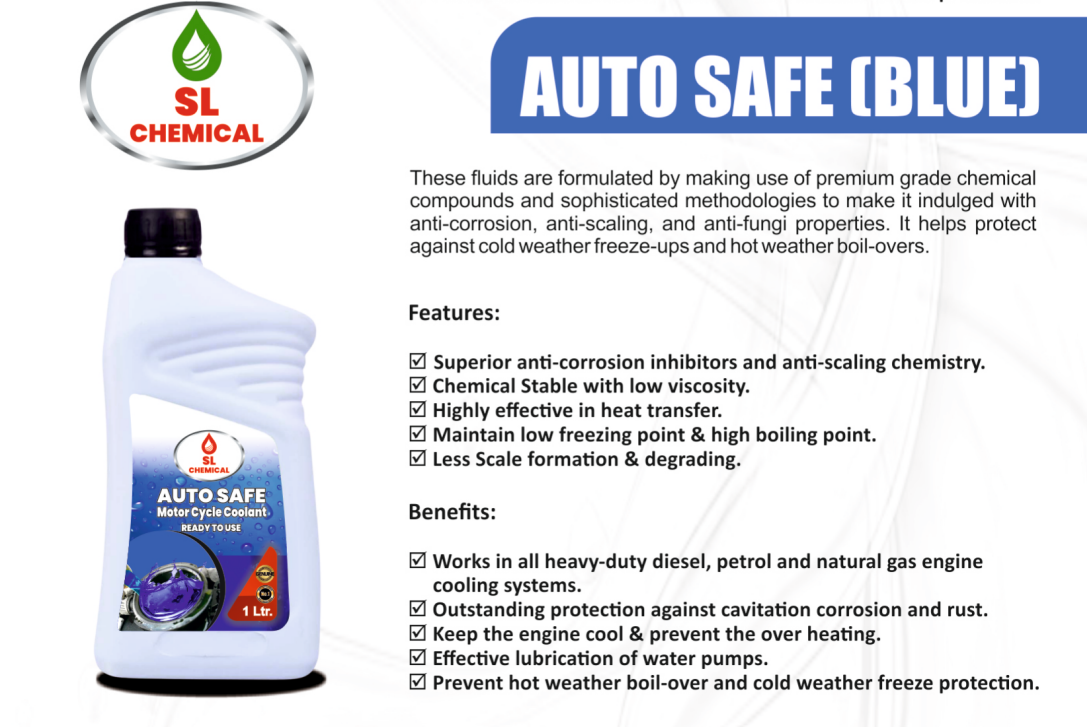 SL
CHEMICAL
AUTO SAFE (BLUE)
These fluids are formulated by making use of premium grade chemical
compounds and sophisticated methodologies to make it indulged with
anti-corrosion, anti-scaling, and anti-fungi properties. It helps protect
against cold weather freeze-ups and hot weather boil-overs.
Features:
☑ Superior anti-corrosion inhibitors and anti-scaling chemistry.
☑ Chemical Stable with low viscosity.
☑ Highly effective in heat transfer.
☑ Maintain low freezing point & high boiling point.
☑ Less Scale formation & degrading.
Benefits:
☑ Works in all heavy-duty diesel, petrol and natural gas engine
cooling systems.
☑ Outstanding protection against cavitation corrosion and rust.
☑ Keep the engine cool & prevent the over heating.
☑ Effective lubrication of water pumps.
☑ Prevent hot weather boil-over and cold weather freeze protection.
SL
CHEMICAL
AUTO SAFE
Motor Cycle Coolant
READY TO USE
1 Ltr.